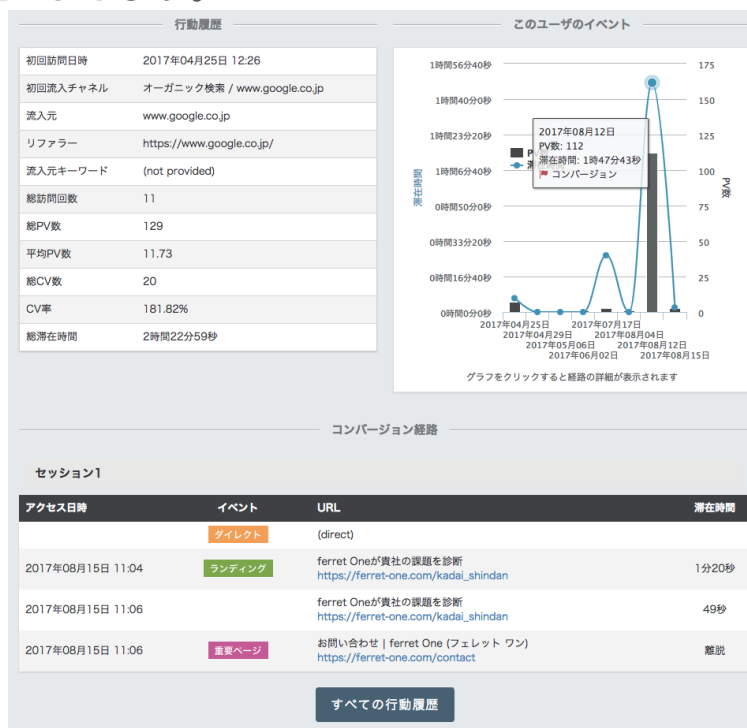 行動履歴
初回訪問日時 2017年04月25日 12:26
初回流入チャネル オーガニック検索 / www.google.co.jp
流入元 www.google.co.jp
リファラー https://www.google.co.jp/
流入元キーワード (not provided)
総訪問回数 11
総PV数 129
平均PV数 11.73
総CV数 20
CV率 181.82%
総滞在時間 2時間22分59秒
このユーザのイベント
1時間56分40秒 175
1時間40分0秒 150
1時間23分20秒 125
1時間6分40秒 100
0時間50分0秒 75
0時間33分20秒 50
0時間16分40秒 25
0時間0分0秒 0
滞在時間
PV数
2017年08月12日
PV数: 112
滞在時間: 1時間47分43秒
コンバージョン
2017年04月25日 2017年07月17日
2017年04月29日 2017年08月04日
2017年05月06日 2017年08月12日
2017年06月02日 2017年08月15日
グラフをクリックすると経路の詳細が表示されます
コンバージョン経路
セッション1
アクセス日時 イベント URL 滞在時間
ダイレクト (direct)
2017年08月15日 11:04 ランディング ferret Oneが貴社の課題を診断 1分20秒
https://ferret-one.com/kadai_shindan
2017年08月15日 11:06 ferret Oneが貴社の課題を診断 49秒
https://ferret-one.com/kadai_shindan
2017年08月15日 11:06 重要ページ お問い合わせ | ferret One (フェレット ワン) 離脱
https://ferret-one.com/contact
すべての行動履歴